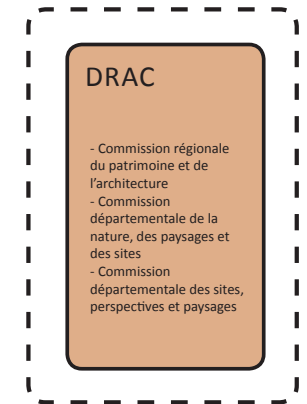 DRAC
- Commission régionale
du patrimoine et de
l'architecture
- Commission
départementale de la
nature, des paysages et
des sites
- Commission
départementale des sites,
perspectives et paysages